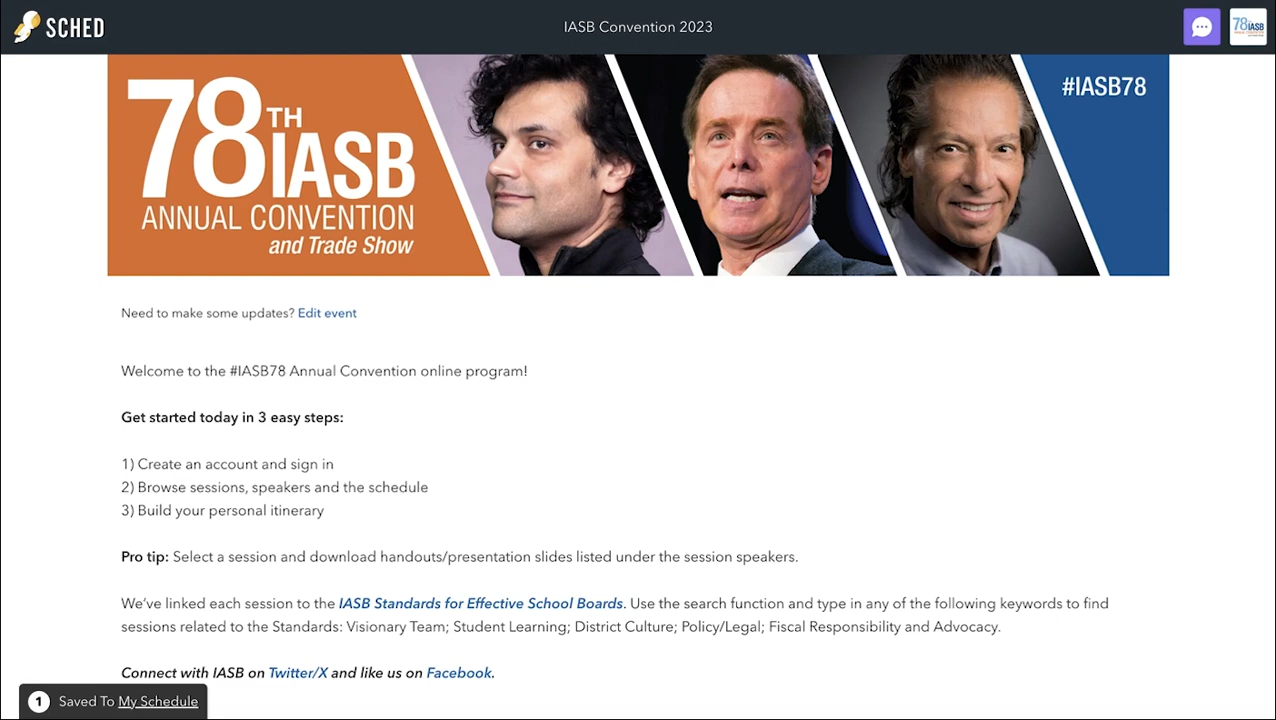 SCHED
IASB Convention 2023
78TH IASB
ANNUAL CONVENTION
and Trade Show
#IASB78
Need to make some updates? Edit event
Welcome to the #IASB78 Annual Convention online program!
Get started today in 3 easy steps:
1) Create an account and sign in
2) Browse sessions, speakers and the schedule
3) Build your personal itinerary
Pro tip: Select a session and download handouts/presentation slides listed under the session speakers.
We've linked each session to the IASB Standards for Effective School Boards. Use the search function and type in any of the following keywords to find
sessions related to the Standards: Visionary Team; Student Learning; District Culture; Policy/Legal; Fiscal Responsibility and Advocacy.
Connect with IASB on Twitter/X and like us on Facebook.
1 Saved To My Schedule